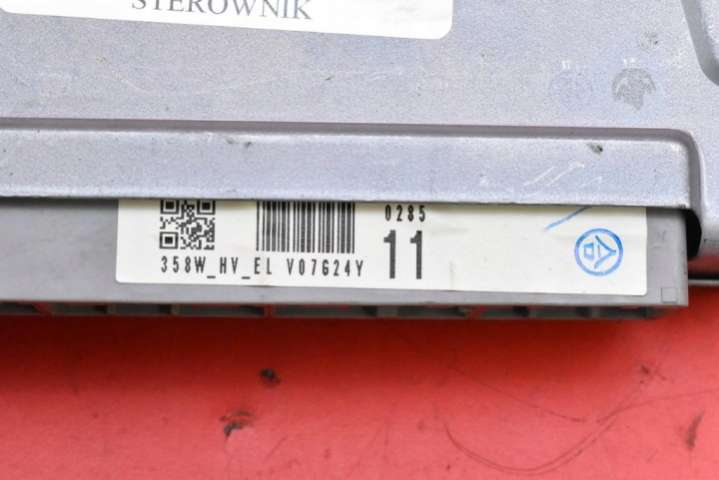 STEROWNIK
0285
358W_HV_EL V07G24Y 11